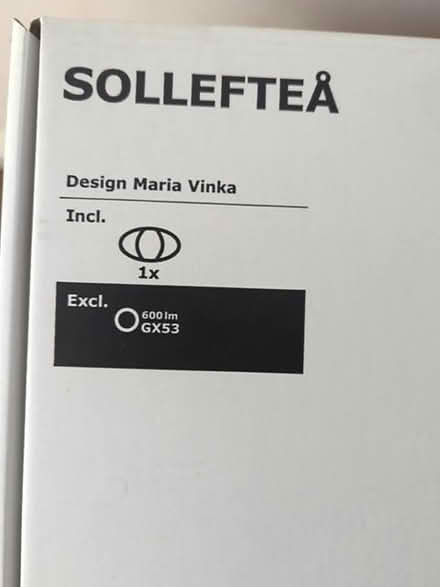 SOLLEFTEÅ
Design Maria Vinka
Incl.
1x
Excl.
600 lm
GX53